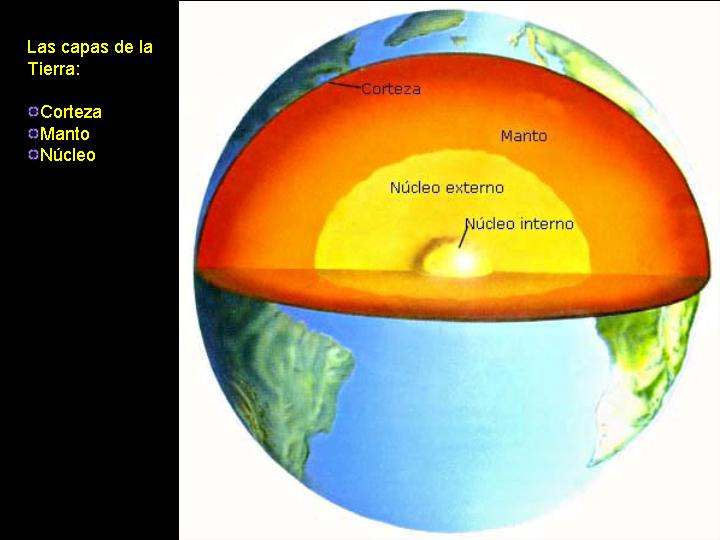 Las capas de la
Tierra:
Corteza
Manto
Núcleo
Corteza
Manto
Núcleo externo
Núcleo interno